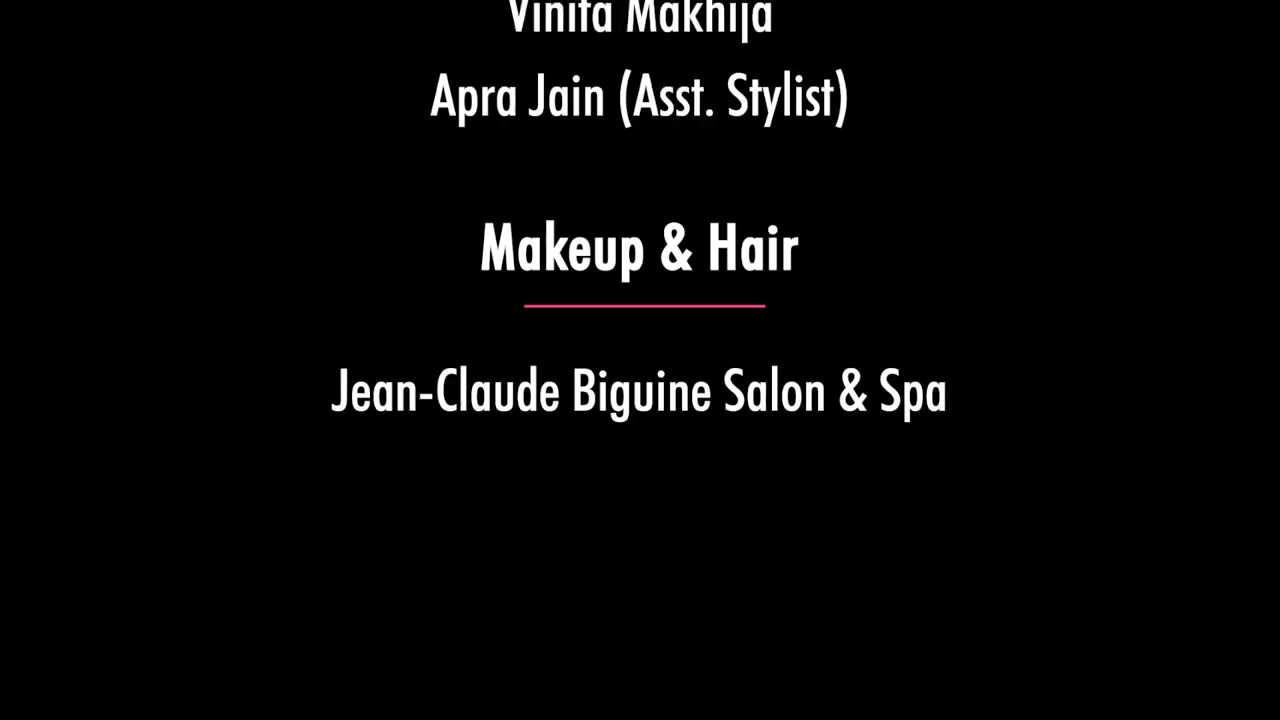 Vinita Makhija
Apra Jain (Asst. Stylist)
Makeup & Hair
Jean-Claude Biguine Salon & Spa